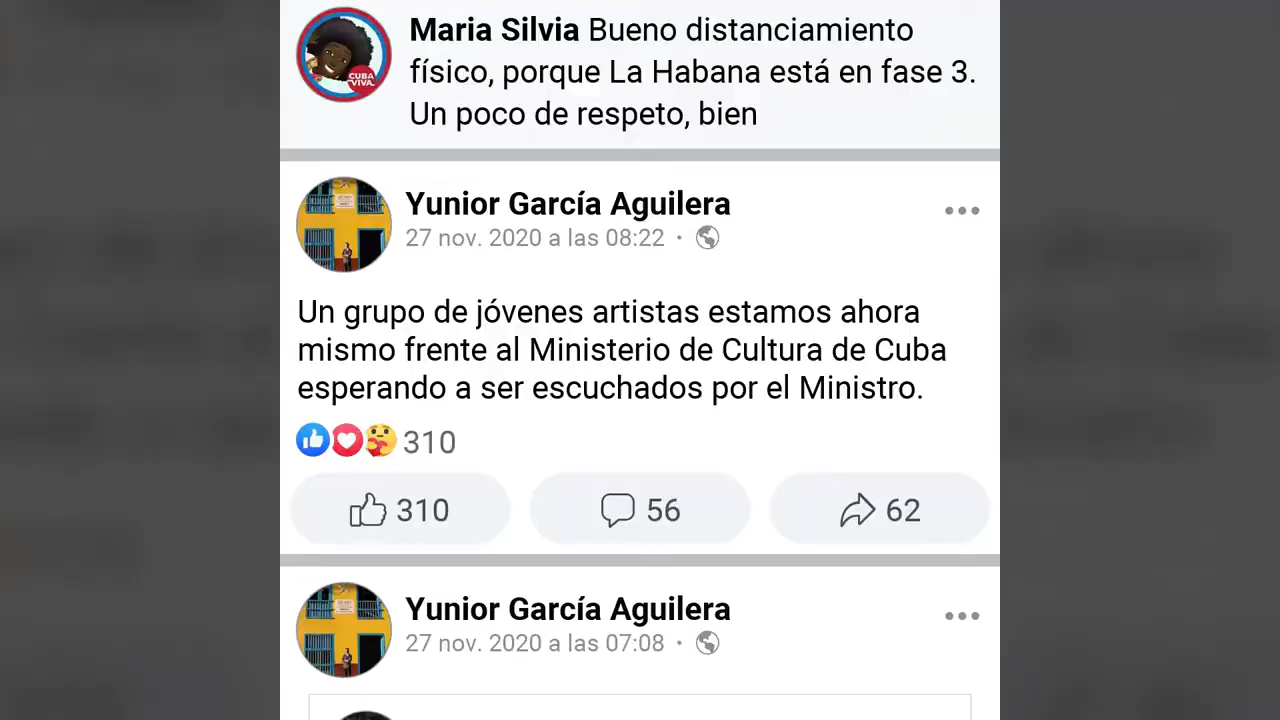 Maria Silvia Bueno distanciamiento
físico, porque La Habana está en fase 3.
Un poco de respeto, bien
CUBA
VIVA
Yunior García Aguilera
27 nov. 2020 a las 08:22 ·
Un grupo de jóvenes artistas estamos ahora
mismo frente al Ministerio de Cultura de Cuba
esperando a ser escuchados por el Ministro.
310
310 56 62
Yunior García Aguilera
27 nov. 2020 a las 07:08 ·